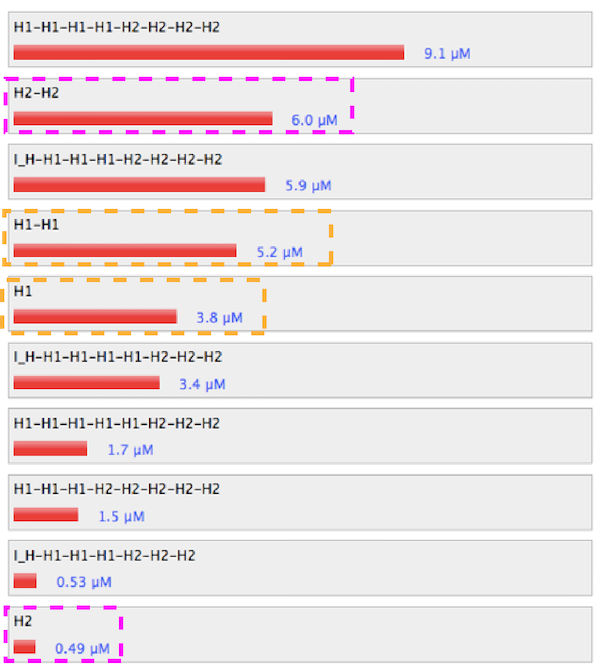 H1-H1-H1-H1-H2-H2-H2-H2
9.1 µM
H2-H2
6.0 µM
I_H-H1-H1-H1-H2-H2-H2-H2
5.9 µM
H1-H1
5.2 µM
H1
3.8 µM
I_H-H1-H1-H1-H1-H2-H2-H2
3.4 µM
H1-H1-H1-H1-H1-H2-H2-H2
1.7 µM
H1-H1-H1-H2-H2-H2-H2-H2
1.5 µM
I_H-H1-H1-H1-H2-H2-H2
0.53 µM
H2
0.49 µM